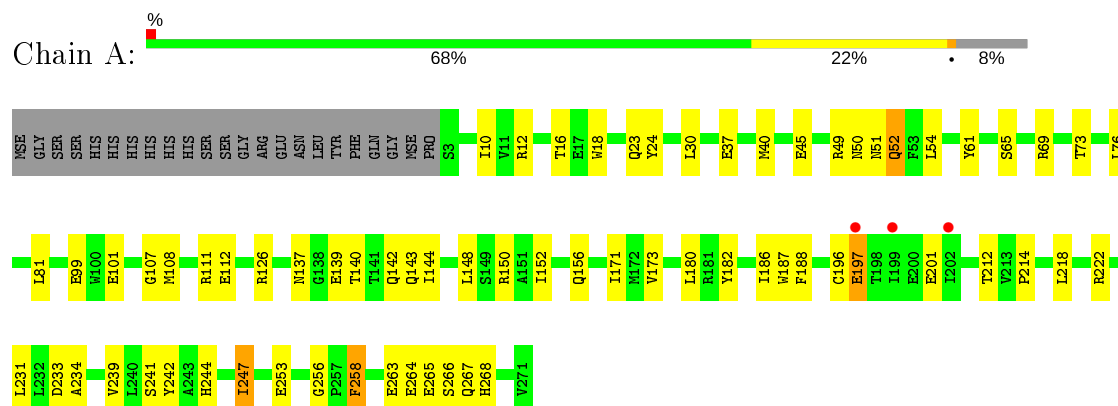 %
Chain A:
68% 22% • 8%
MSE GLY SER SER HIS HIS HIS HIS HIS HIS SER SER GLY ARG GLU ASN LEU TYR PHE GLN GLY MSE PRO S3 I10 V11 R12 T16 E17 W18 Q23 Y24 L30 E37 M40 E45 R49 N50 N51 Q52 F53 L54 Y61 S65 R69 T73 L76
L81 E99 W100 E101 G107 M108 R111 E112 R126 N137 G138 E139 T140 T141 Q142 Q143 I144 L148 S149 R150 A151 I152 Q156 I171 M172 V173 L180 R181 Y182 I186 W187 F188 C196 E197 T198 I199 E200 E201 I202 T212 V213 P214 L218 R222
L231 L232 D233 A234 V239 L240 S241 Y242 A243 H244 I247 E253 G256 P257 F258 E263 E264 E265 S266 Q267 H268 V271